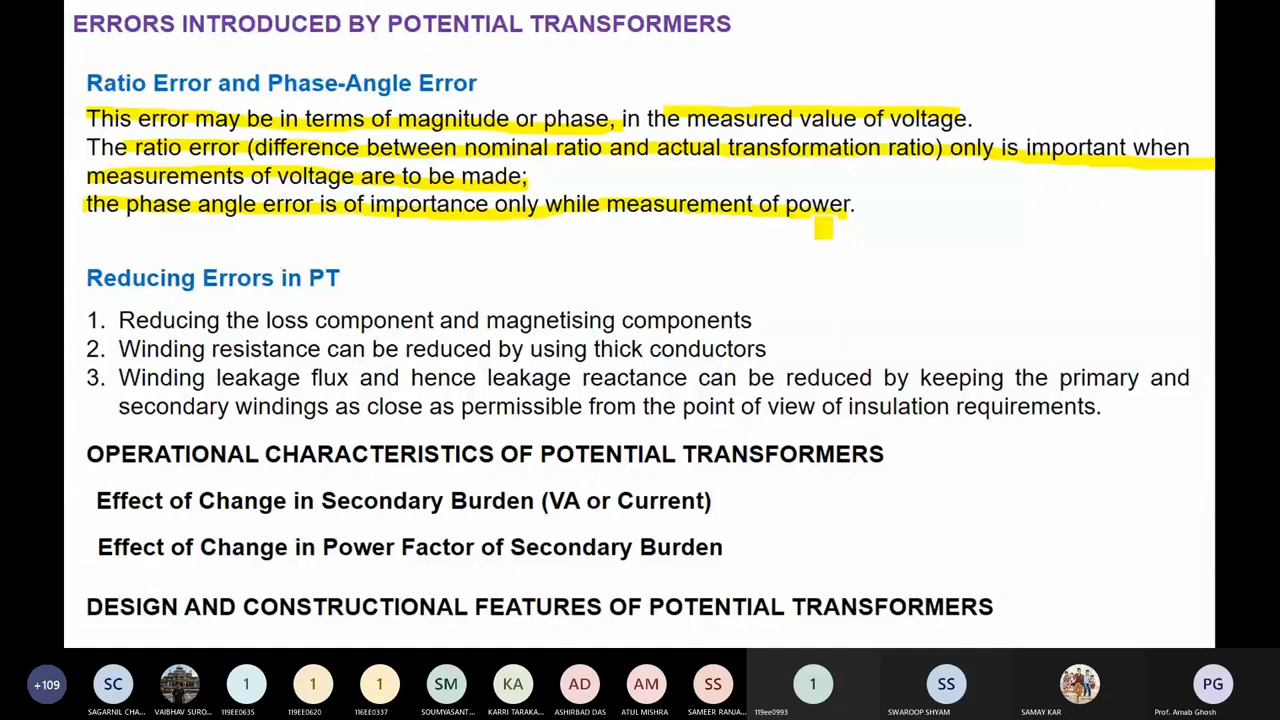 ERRORS INTRODUCED BY POTENTIAL TRANSFORMERS
Ratio Error and Phase-Angle Error
This error may be in terms of magnitude or phase, in the measured value of voltage.
The ratio error (difference between nominal ratio and actual transformation ratio) only is important when
measurements of voltage are to be made;
the phase angle error is of importance only while measurement of power.
Reducing Errors in PT
1. Reducing the loss component and magnetising components
2. Winding resistance can be reduced by using thick conductors
3. Winding leakage flux and hence leakage reactance can be reduced by keeping the primary and
secondary windings as close as permissible from the point of view of insulation requirements.
OPERATIONAL CHARACTERISTICS OF POTENTIAL TRANSFORMERS
Effect of Change in Secondary Burden (VA or Current)
Effect of Change in Power Factor of Secondary Burden
DESIGN AND CONSTRUCTIONAL FEATURES OF POTENTIAL TRANSFORMERS
+109 SC 1 1 1 SM KA AD AM SS 1 SS PG
SAGARNIL CHA... VAIBHAV SURO... 119EE0635 119EE0620 116EE0337 SOUMYASANT... KARRI TARAKA... ASHIRBAD DAS ATUL MISHRA SAMEER RANJA... 119ee0993 SWAROOP SHYAM SAMAY KAR Prof. Arnab Ghosh